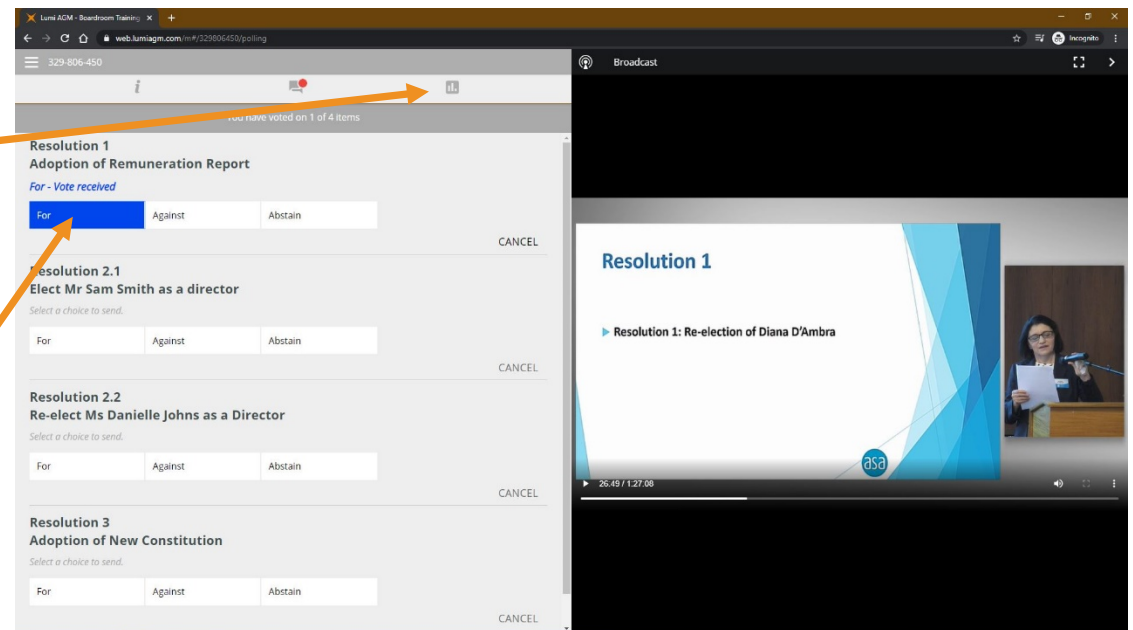 Lumi AGM - Boardroom Training
web.lumiagm.com/m#/329806450/polling
Incognito
329-806-450
Broadcast
i
You have voted on 1 of 4 items
Resolution 1
Adoption of Remuneration Report
For - Vote received
For Against Abstain
CANCEL
Resolution 2.1
Elect Mr Sam Smith as a director
Select a choice to send.
For Against Abstain
CANCEL
Resolution 2.2
Re-elect Ms Danielle Johns as a Director
Select a choice to send.
For Against Abstain
CANCEL
Resolution 3
Adoption of New Constitution
Select a choice to send.
For Against Abstain
CANCEL
Resolution 1
Resolution 1: Re-election of Diana D'Ambra
asa
26.49 / 1.27.08